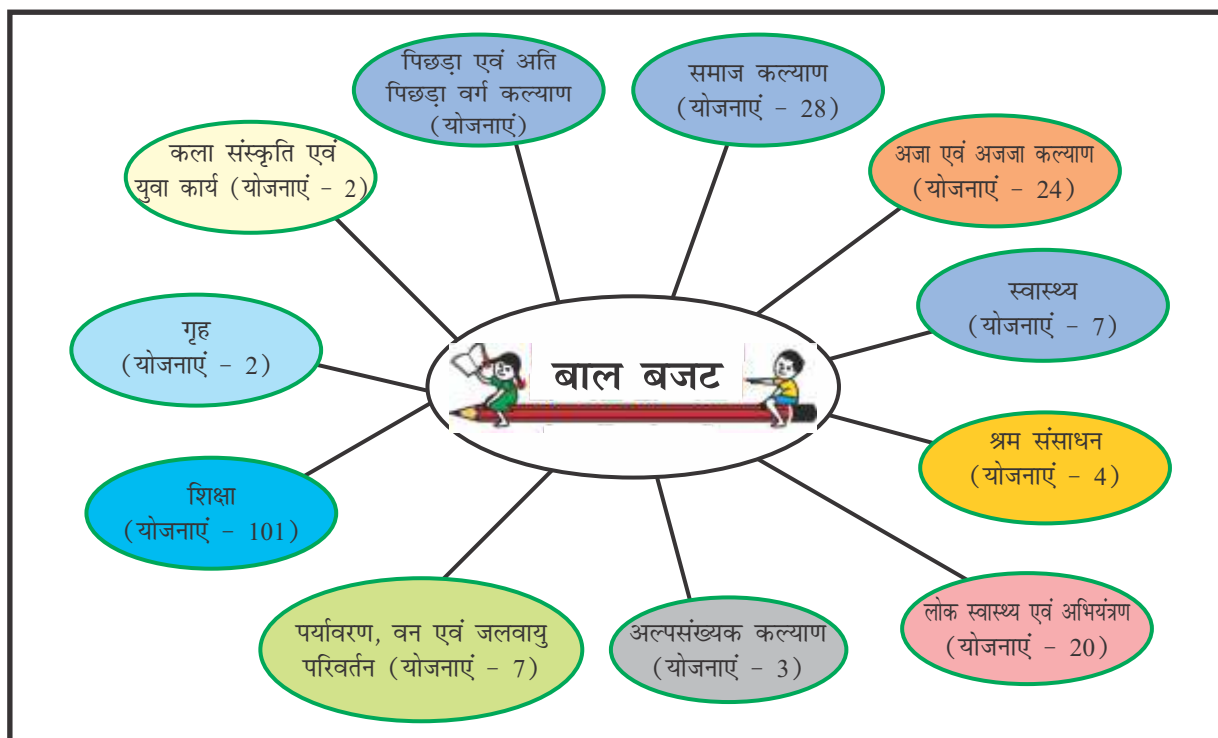 पिछड़ा एवं अति
पिछड़ा वर्ग कल्याण
(योजनाएं)
समाज कल्याण
(योजनाएं - 28)
कला संस्कृति एवं
युवा कार्य (योजनाएं - 2)
अजा एवं अजजा कल्याण
(योजनाएं - 24)
स्वास्थ्य
(योजनाएं - 7)
गृह
(योजनाएं - 2)
बाल बजट
श्रम संसाधन
(योजनाएं - 4)
शिक्षा
(योजनाएं - 101)
लोक स्वास्थ्य एवं अभियंत्रण
(योजनाएं - 20)
पर्यावरण, वन एवं जलवायु
परिवर्तन (योजनाएं - 7)
अल्पसंख्यक कल्याण
(योजनाएं - 3)